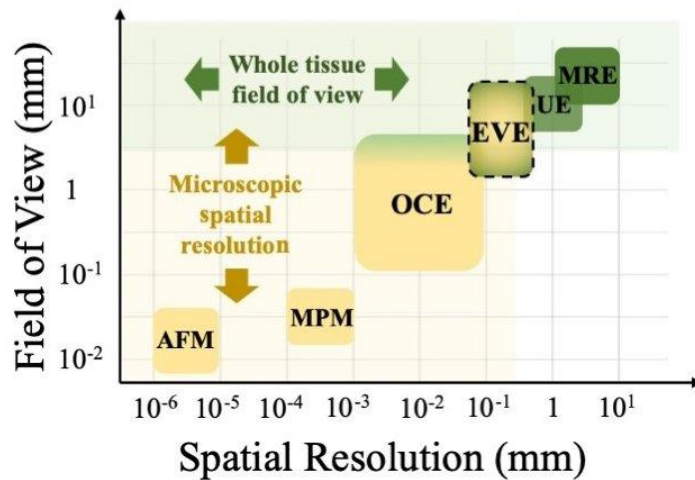 Field of View (mm)
10¹
1
10⁻¹
10⁻²
Whole tissue
field of view
Microscopic
spatial
resolution
MRE
UE
EVE
OCE
MPM
AFM
10⁻⁶ 10⁻⁵ 10⁻⁴ 10⁻³ 10⁻² 10⁻¹ 1 10¹
Spatial Resolution (mm)